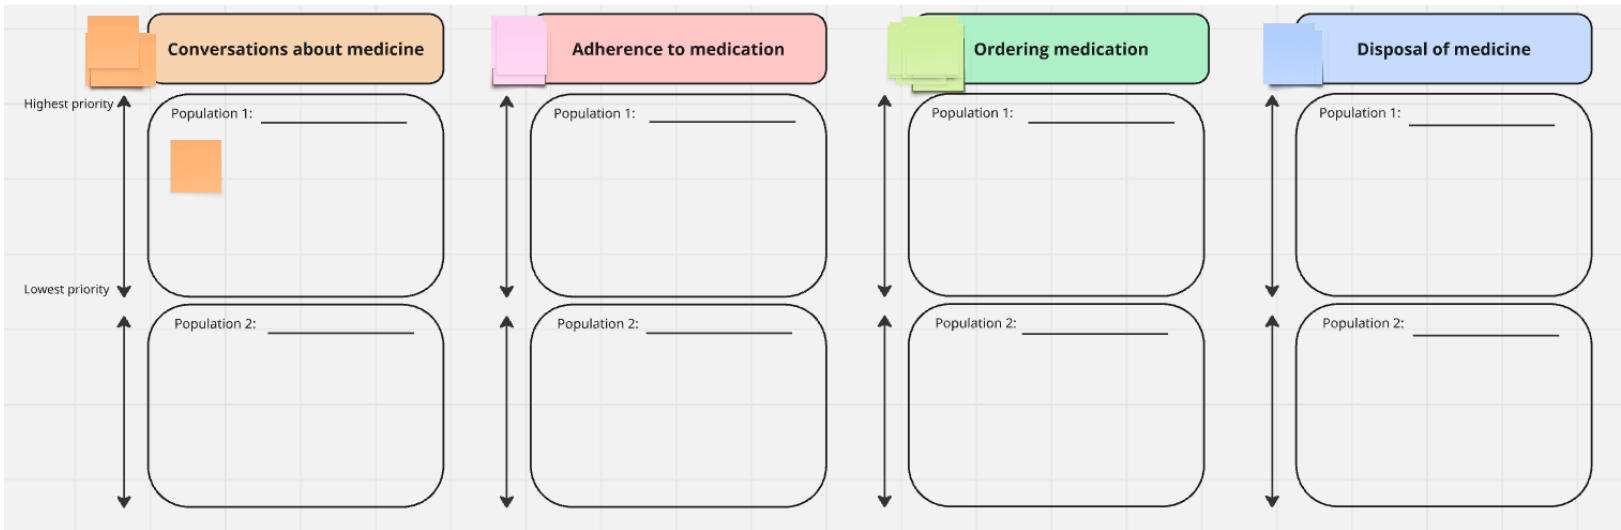 Conversations about medicine
Adherence to medication
Ordering medication
Disposal of medicine
Highest priority
Population 1:
Population 1:
Population 1:
Population 1:
Lowest priority
Population 2:
Population 2:
Population 2:
Population 2: